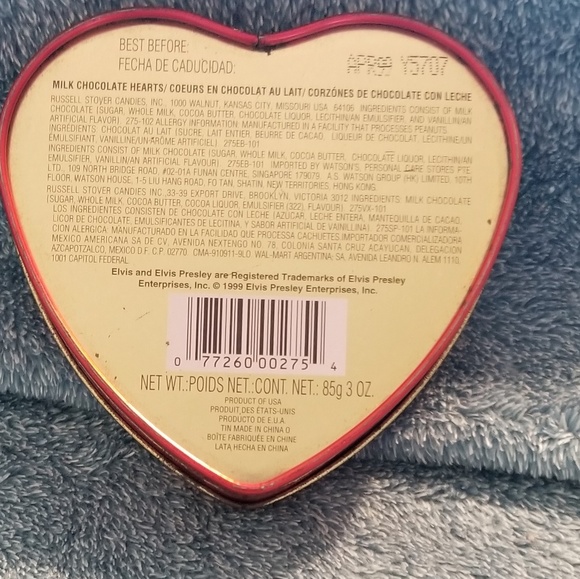 BEST BEFORE:
FECHA DE CADUCIDAD: APR99 Y5707
MILK CHOCOLATE HEARTS/ COEURS EN CHOCOLAT AU LAIT/ CORZÓNES DE CHOCOLATE CON LECHE
RUSSELL STOVER CANDIES, INC. 1000 WALNUT, KANSAS CITY, MISSOURI USA 64106 INGREDIENTS CONSIST OF MILK
CHOCOLATE (SUGAR, WHOLE MILK, COCOA BUTTER, CHOCOLATE LIQUOR, LECITHIN/AN EMULSIFIER, AND VANILLIN/AN
ARTIFICIAL FLAVOR). 275-102 ALLERGY INFORMATION: MANUFACTURED IN A FACILITY THAT PROCESSES PEANUTS.
INGRÉDIENTS: CHOCOLAT AU LAIT (SUCRE, LAIT ENTIER, BEURRE DE CACAO, LIQUEUR DE CHOCOLAT, LÉCITHINE/UN
EMULSIFIANT, VANILLINE/UN-ARÔME ARTIFICIEL). 275EB-101
INGREDIENTS CONSIST OF MILK CHOCOLATE (SUGAR, WHOLE MILK, COCOA BUTTER, CHOCOLATE LIQUOR, LECITHIN/AN
EMULSIFIER, VANILLIN/AN ARTIFICIAL FLAVOUR). 275EB-101 IMPORTED BY WATSON'S, PERSONAL CARE STORES PTE.
LTD., 109 NORTH BRIDGE ROAD, #02-01A FUNAN CENTRE, SINGAPORE 179079. A.S. WATSON GROUP (HK) LIMITED, 10TH
FLOOR, WATSON HOUSE, 1-5 LIU HANG ROAD, FO TAN, SHATIN, NEW TERRITORIES, HONG KONG.
RUSSELL STOVER CANDIES INC. 33-39 EXPORT DRIVE, BROOKLYN, VICTORIA 3012 INGREDIENTS: MILK CHOCOLATE
(SUGAR, WHOLE MILK, COCOA BUTTER, COCOA LIQUOR, EMULSIFIER (322), FLAVOUR). 275VX-101
LOS INGREDIENTES CONSISTEN DE CHOCOLATE CON LECHE (AZÚCAR, LECHE ENTERA, MANTEQUILLA DE CACAO,
LICOR DE CHOCOLATE, EMULSIFICANTES DE LECITINA, Y SABOR ARTIFICIAL DE VAINILLINA). 275SP-101 LA INFORMA-
CIÓN ALERGICA. MANUFACTURADO EN LA FACILIDAD QUE PROCESSA CACHUETES IMPORTADOR COMERCIALIZADORA
MEXICO AMERICANA SA DE CV, AVENIDA NEXTENGO NO. 78, COLONIA SANTA CRUZ ACAYUCAN, DELEGACION
AZCAPOTZALCO, MEXICO D.F. C.P. 02770 CMA-910911-9L0 WAL-MART ARGENTINA; SA, AVENIDA LEANDRO N. ALEM 1110,
1001 CAPITOL FEDERAL.
Elvis and Elvis Presley are Registered Trademarks of Elvis Presley
Enterprises, Inc. © 1999 Elvis Presley Enterprises, Inc.
0 77260 00275 4
NET WT.:POIDS NET.:CONT. NET.: 85g 3 OZ.
PRODUCT OF USA
PRODUIT DES ÉTATS-UNIS
PRODUCTO DE E.U.A.
TIN MADE IN CHINA O
BOÎTE FABRIQUÉE EN CHINE
LATA HECHA EN CHINA